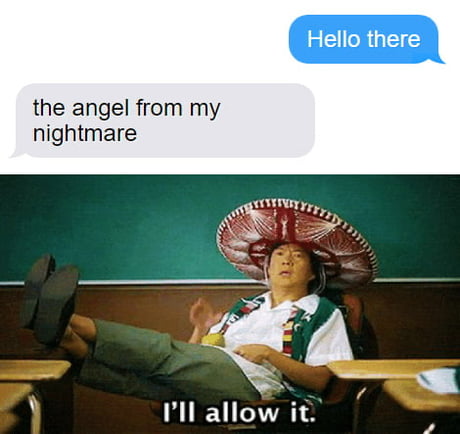 Hello there
the angel from my
nightmare
I'll allow it.